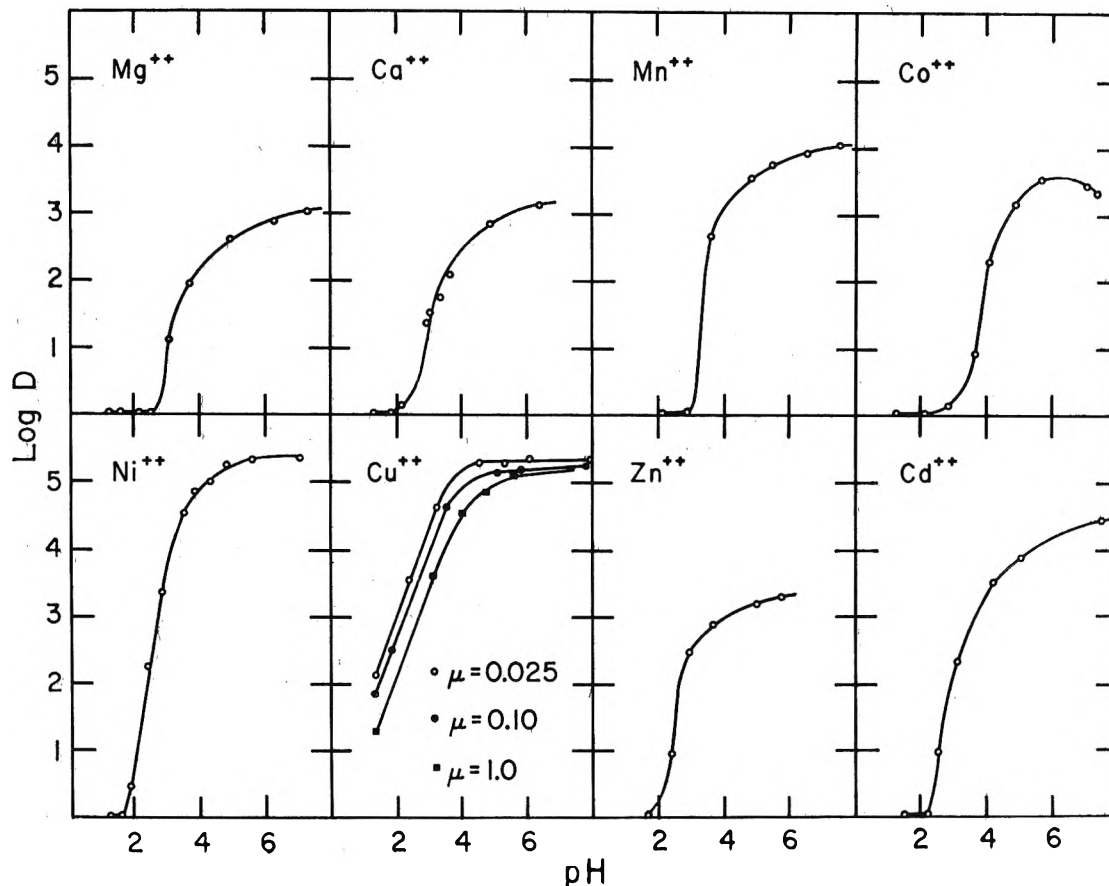 Mg++
Ca++
Mn++
Co++
5
4
3
2
1
Log D
Ni++
Cu++
Zn++
Cd++
5
4
3
2
1
μ = 0.025
μ = 0.10
μ = 1.0
2 4 6 2 4 6 2 4 6 2 4 6
pH